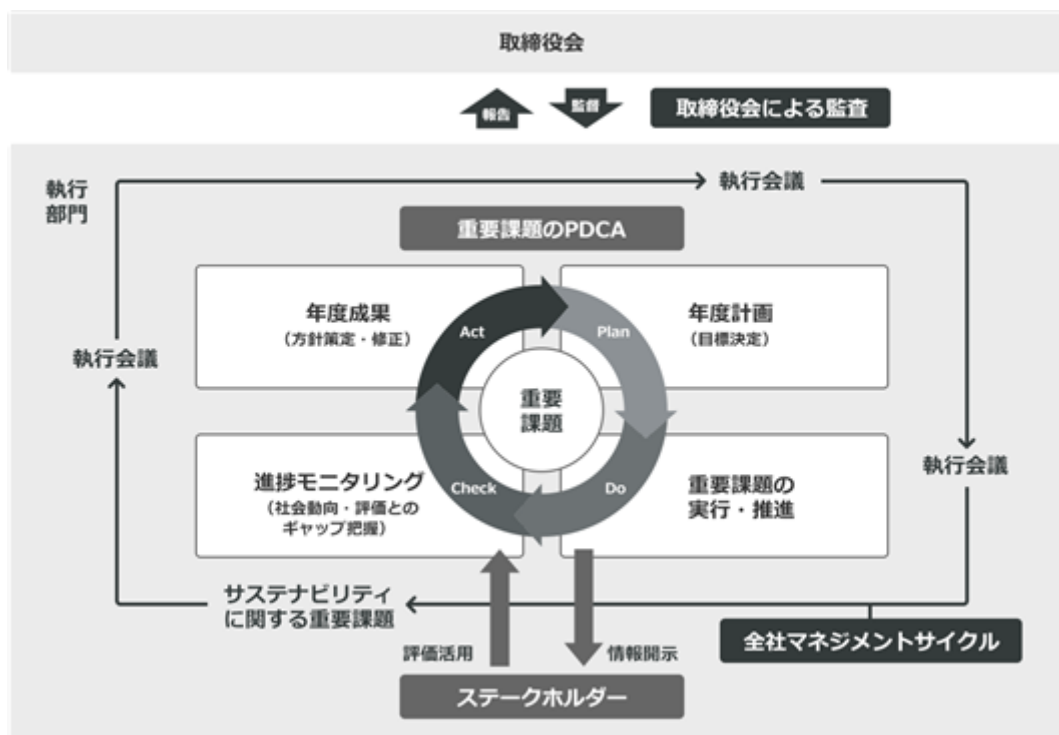 取締役会
報告
監督
取締役会による監査
執行
部門
執行会議
重要課題のPDCA
年度成果
（方針策定・修正）
Act
Plan
年度計画
（目標決定）
執行会議
重要
課題
執行会議
進捗モニタリング
（社会動向・評価との
ギャップ把握）
Check
Do
重要課題の
実行・推進
サステナビリティ
に関する重要課題
全社マネジメントサイクル
評価活用
情報開示
ステークホルダー